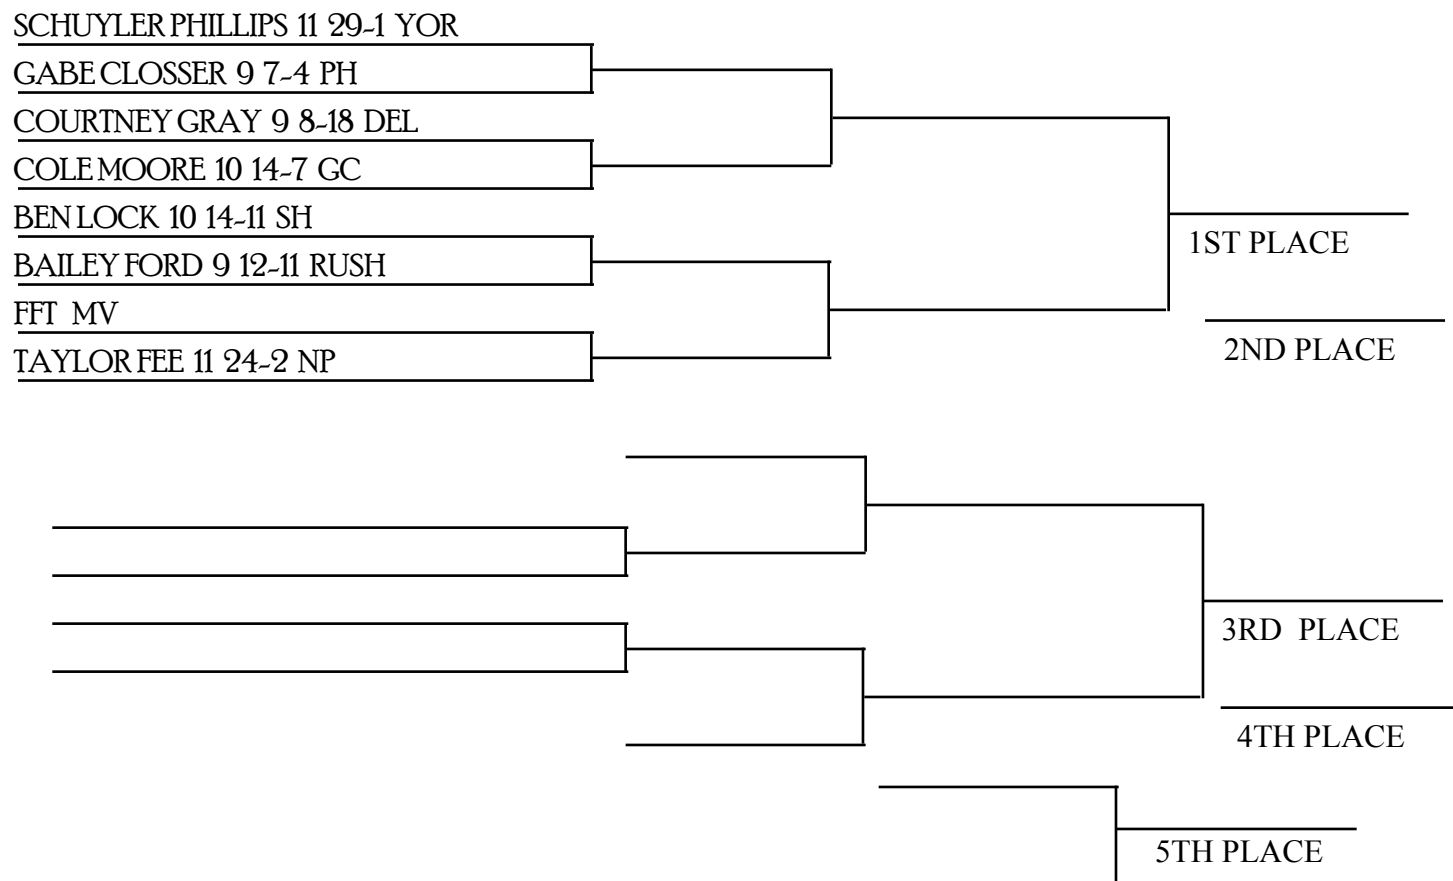 SCHUYLER PHILLIPS 11 29-1 YOR
GABE CLOSSER 9 7-4 PH
COURTNEY GRAY 9 8-18 DEL
COLE MOORE 10 14-7 GC
BEN LOCK 10 14-11 SH
BAILEY FORD 9 12-11 RUSH
FFT MV
TAYLOR FEE 11 24-2 NP
1ST PLACE
2ND PLACE
3RD PLACE
4TH PLACE
5TH PLACE